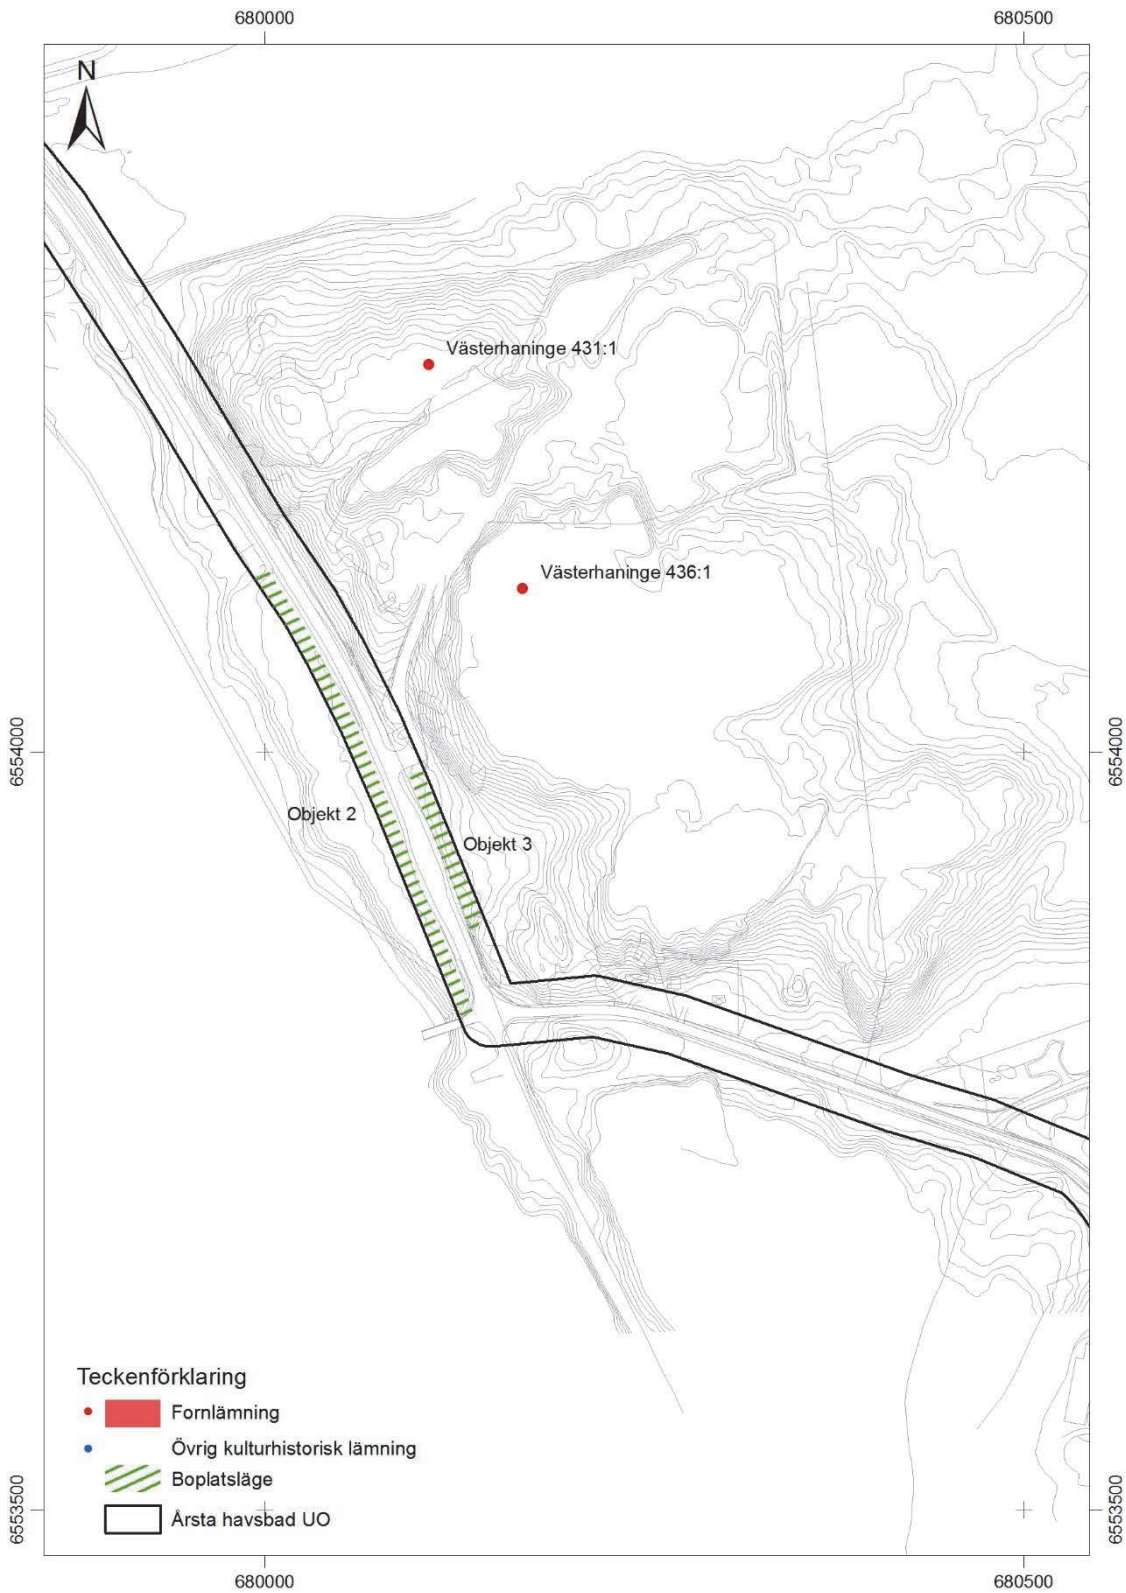 680000
680500
N
Västerhaninge 431:1
Västerhaninge 436:1
6554000
6554000
Objekt 2
Objekt 3
Teckenförklaring
Fornlämning
Övrig kulturhistorisk lämning
Boplatsläge
Årsta havsbad UO
6553500
6553500
680000
680500